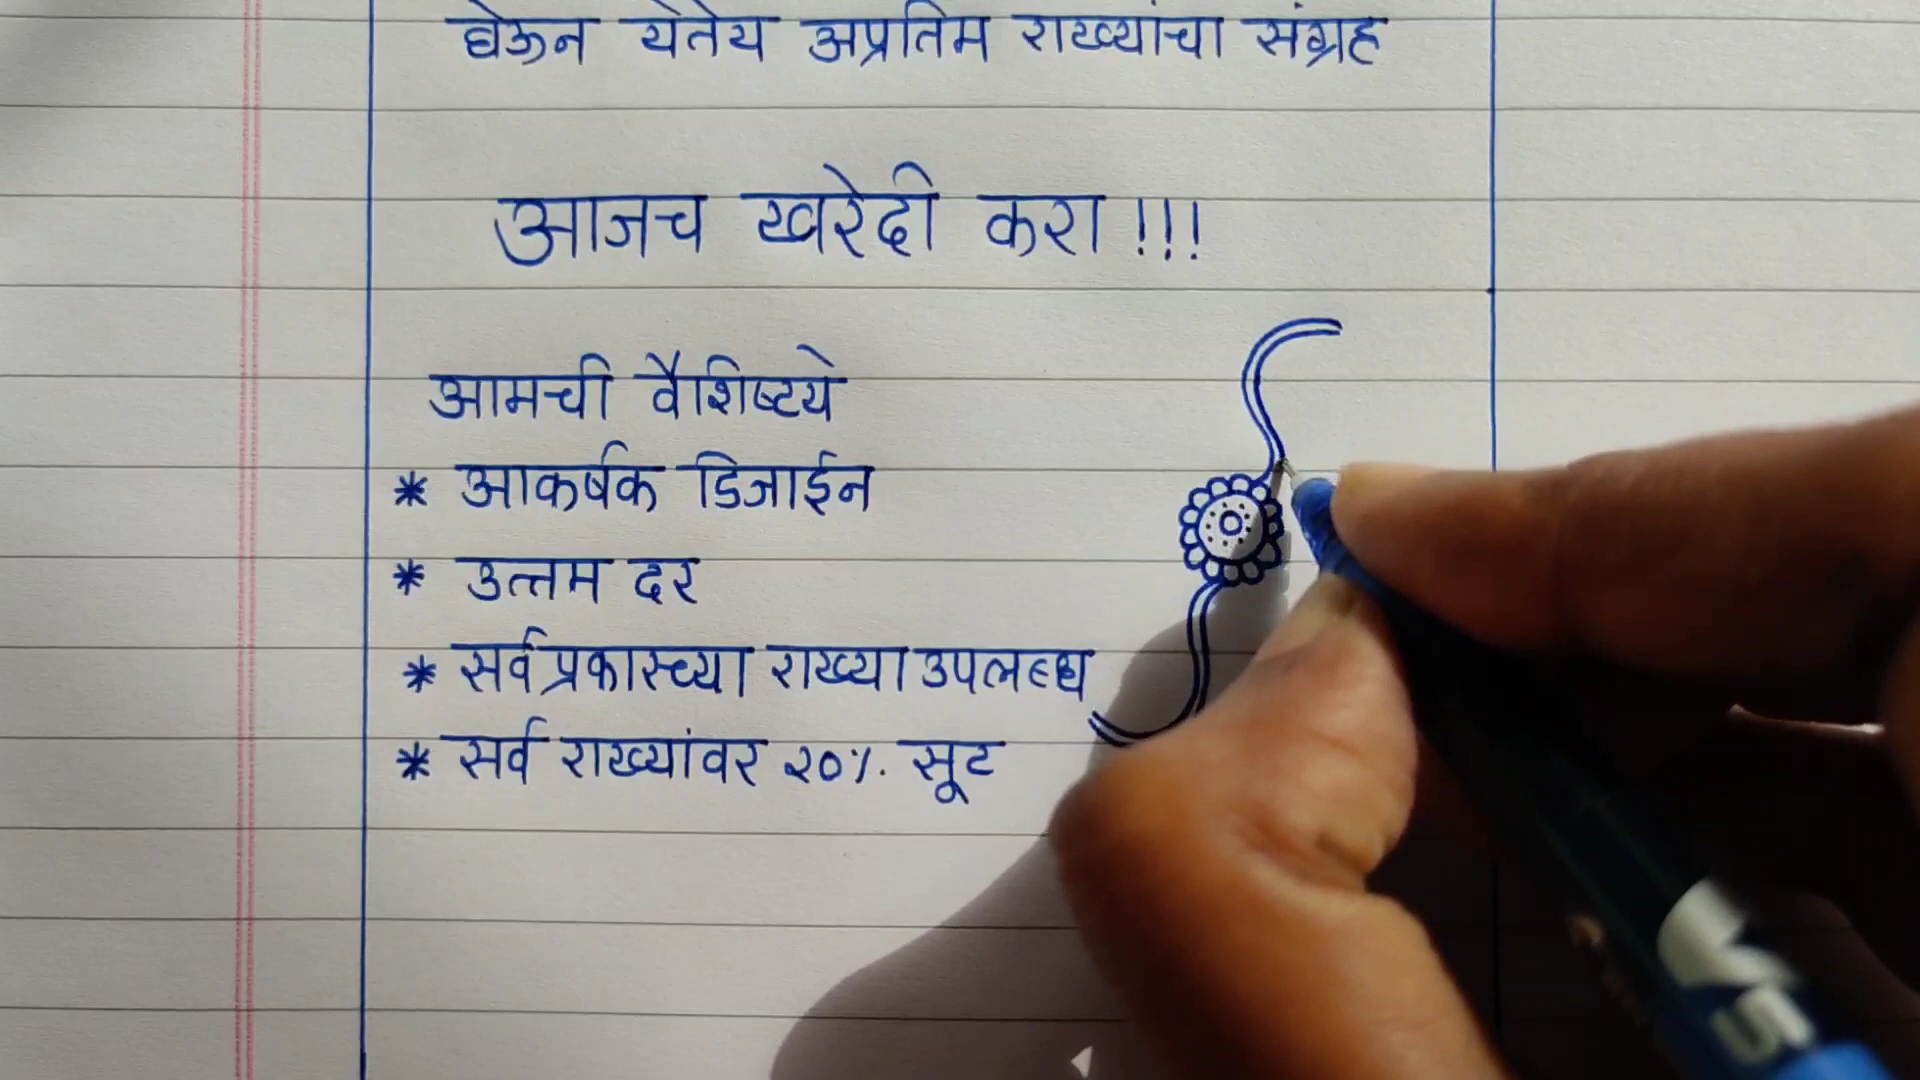 घेऊन येतेय अप्रतिम राख्यांचा संग्रह
आजच खरेदी करा !!!
आमची वैशिष्टये
* आकर्षक डिजाईन
* उत्तम दर
* सर्व प्रकारच्या राख्या उपलब्ध
* सर्व राख्यांवर २०% सूट